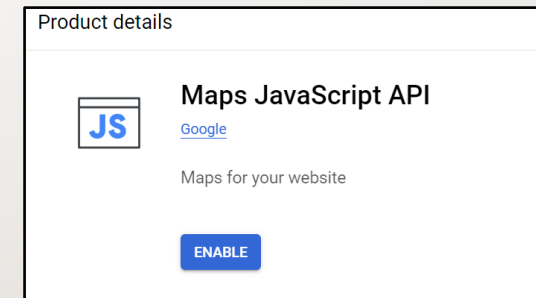 Product details
Maps JavaScript API
JS
Google
Maps for your website
ENABLE